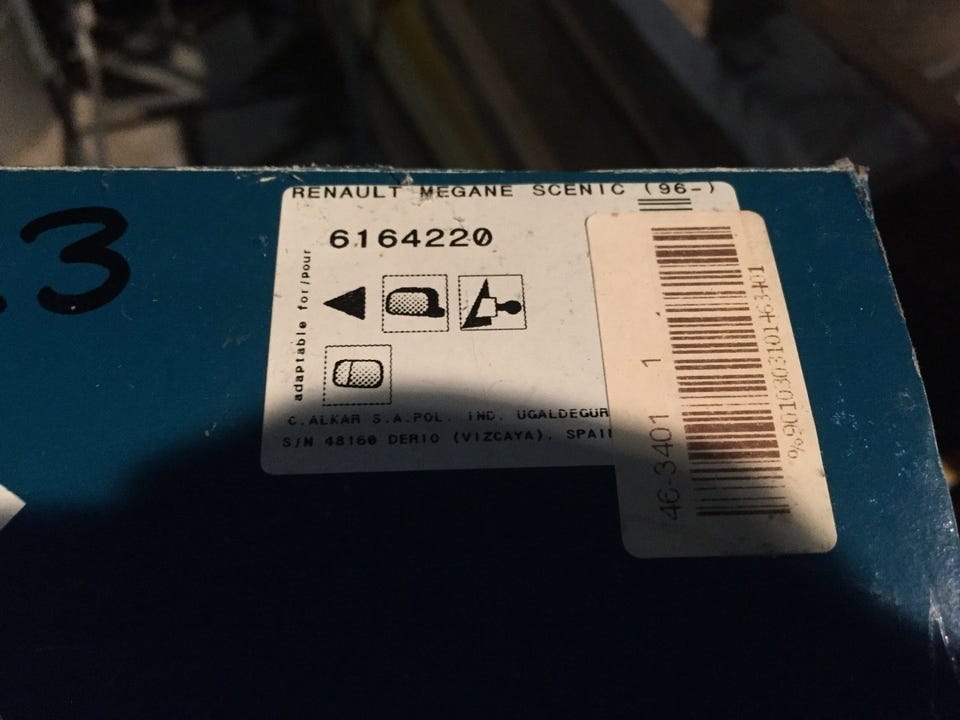 .3
RENAULT MEGANE SCENIC (96-)
6164220
adaptable for/pour
C.ALKAR S.A.POL. IND. UGALDEGUR
S/N 48160 DERIO (VIZCAYA). SPAI
46-3401 1